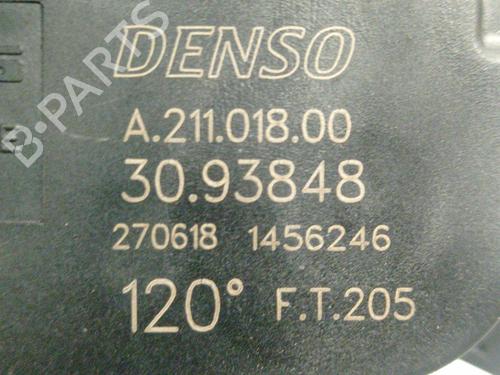 DENSO
A.211.018.00
30.93848
270618 1456246
120° F.T.205
B-PARTS